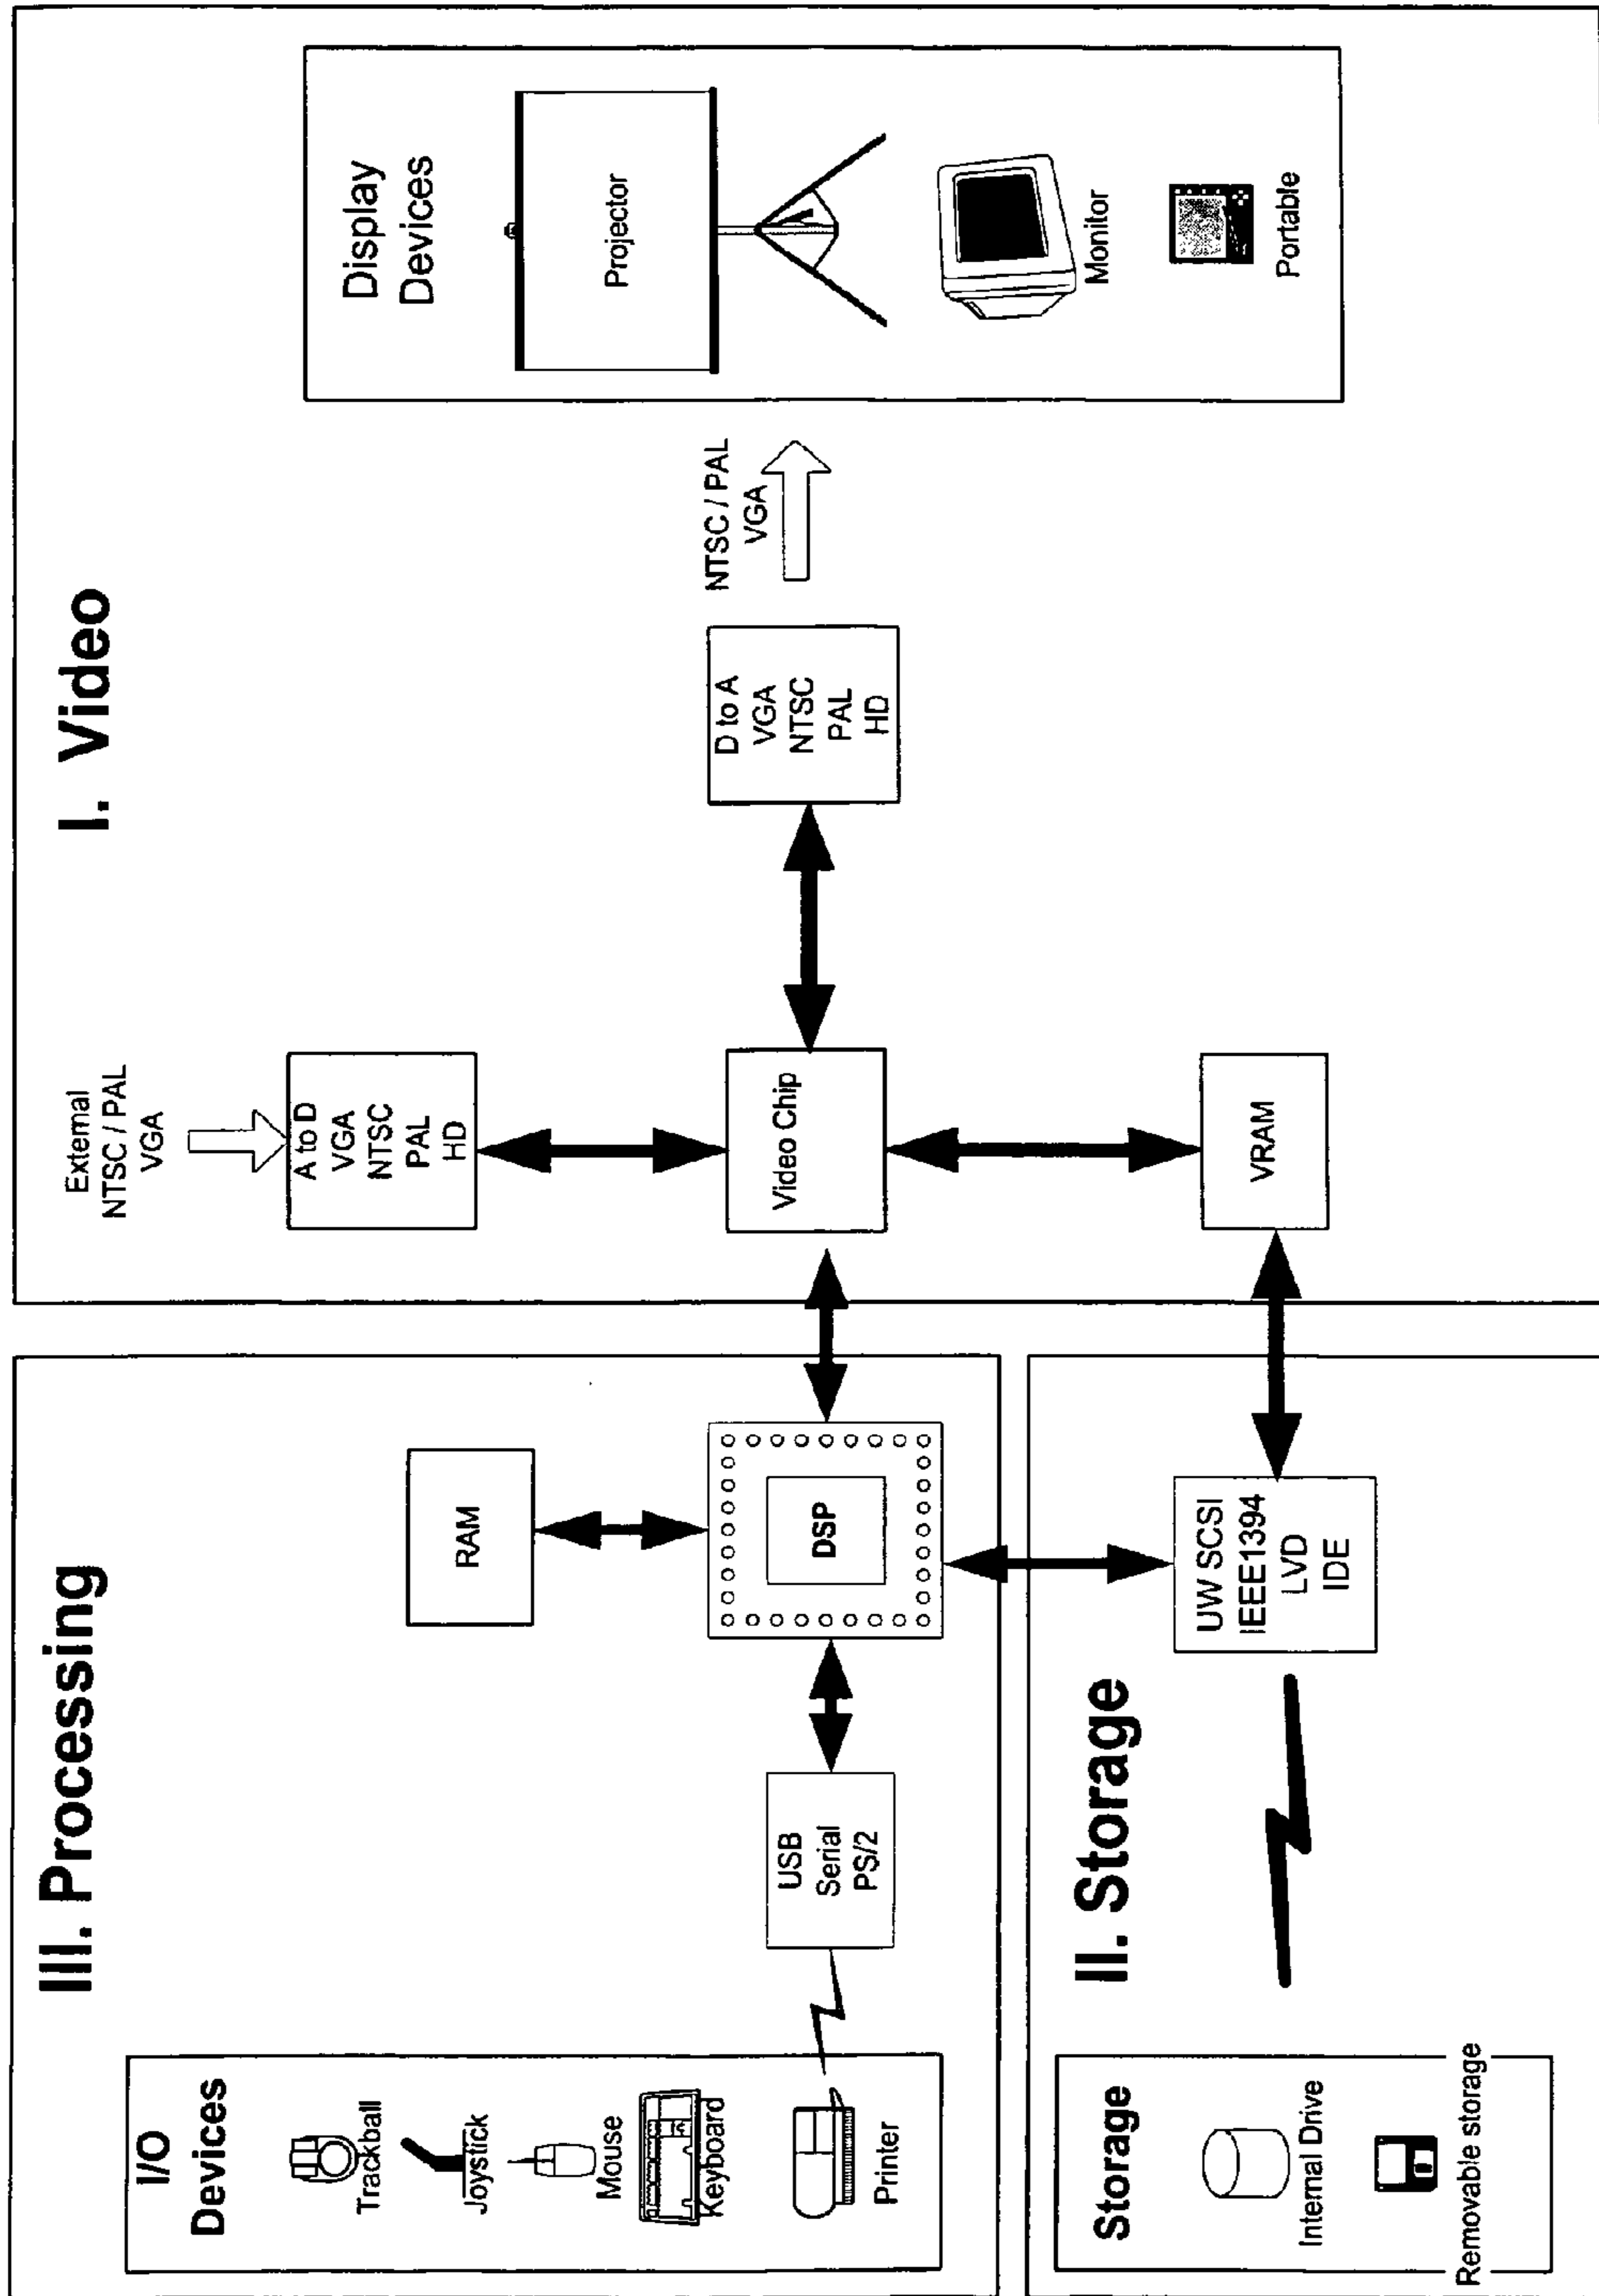 III. Processing
I/O
Devices
Trackball
Joystick
Mouse
Keyboard
Printer
USB
Serial
PS/2
RAM
DSP
II. Storage
Storage
Internal Drive
Removable storage
UW SCSI
IEEE1394
LVD
IDE
I. Video
External
NTSC / PAL
VGA
A to D
VGA
NTSC
PAL
HD
Video Chip
VRAM
D to A
VGA
NTSC
PAL
HD
NTSC / PAL
VGA
Display
Devices
Projector
Monitor
Portable